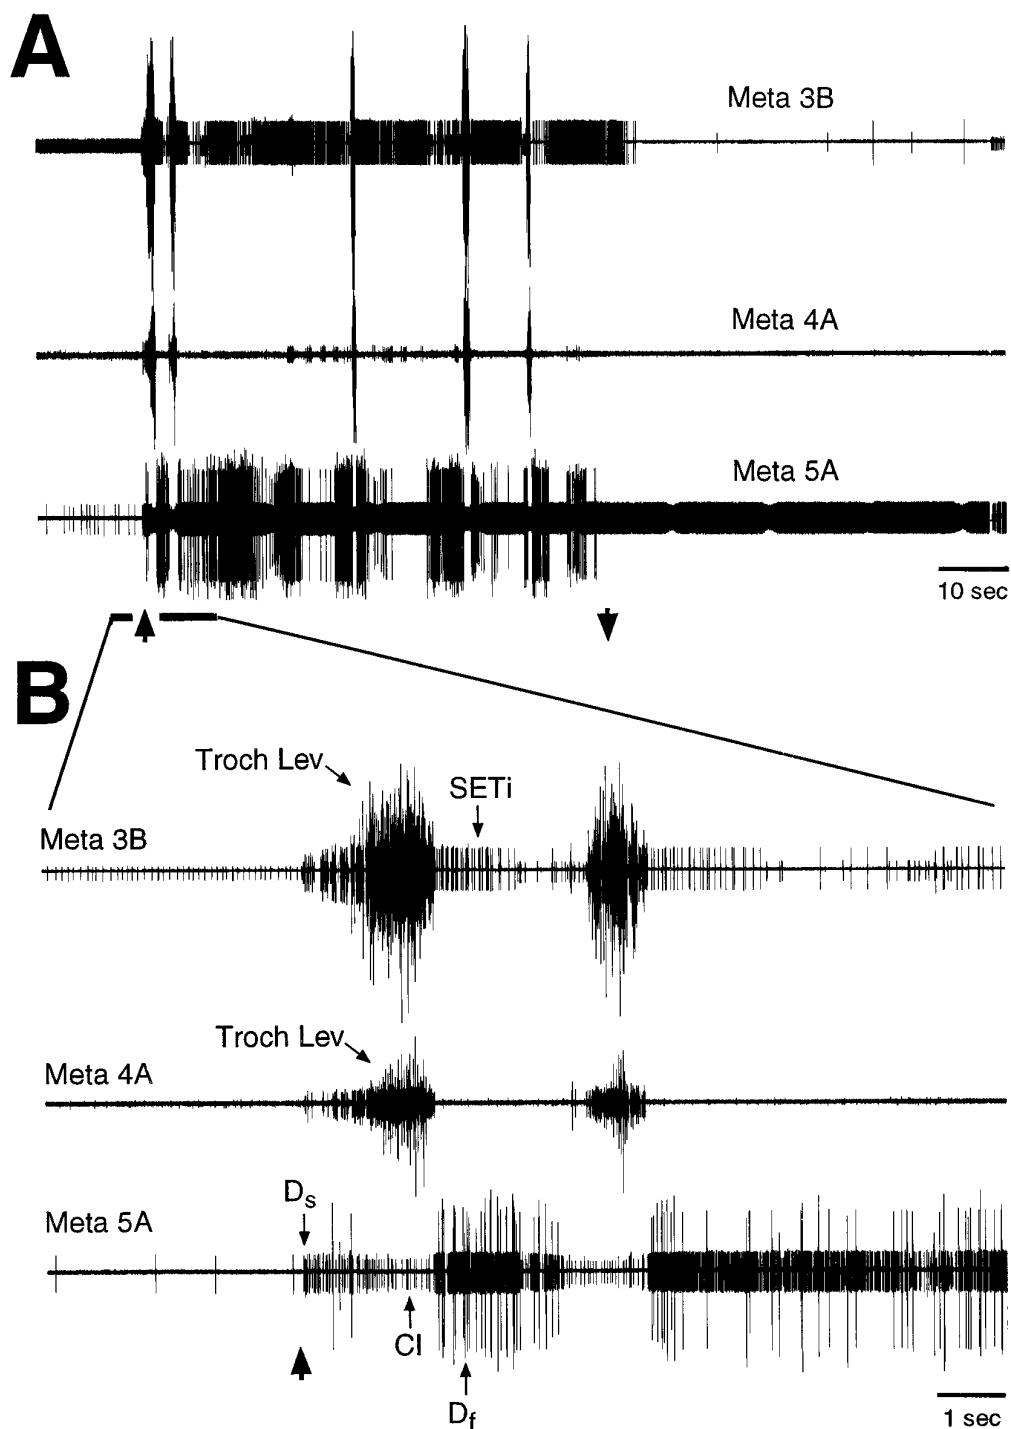 A
Meta 3B
Meta 4A
Meta 5A
10 sec
B
Troch Lev
SETi
Meta 3B
Troch Lev
Meta 4A
Ds
Meta 5A
CI
Df
1 sec